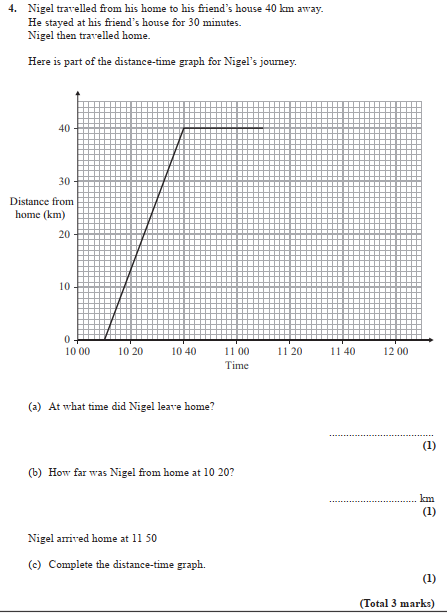 4. Nigel travelled from his home to his friend's house 40 km away.
He stayed at his friend's house for 30 minutes.
Nigel then travelled home.
Here is part of the distance-time graph for Nigel's journey.
40
30
Distance from
home (km)
20
10
0
10 00 10 20 10 40 11 00 11 20 11 40 12 00
Time
(a) At what time did Nigel leave home?
..................................
(1)
(b) How far was Nigel from home at 10 20?
............................ km
(1)
Nigel arrived home at 11 50
(c) Complete the distance-time graph.
(1)
(Total 3 marks)